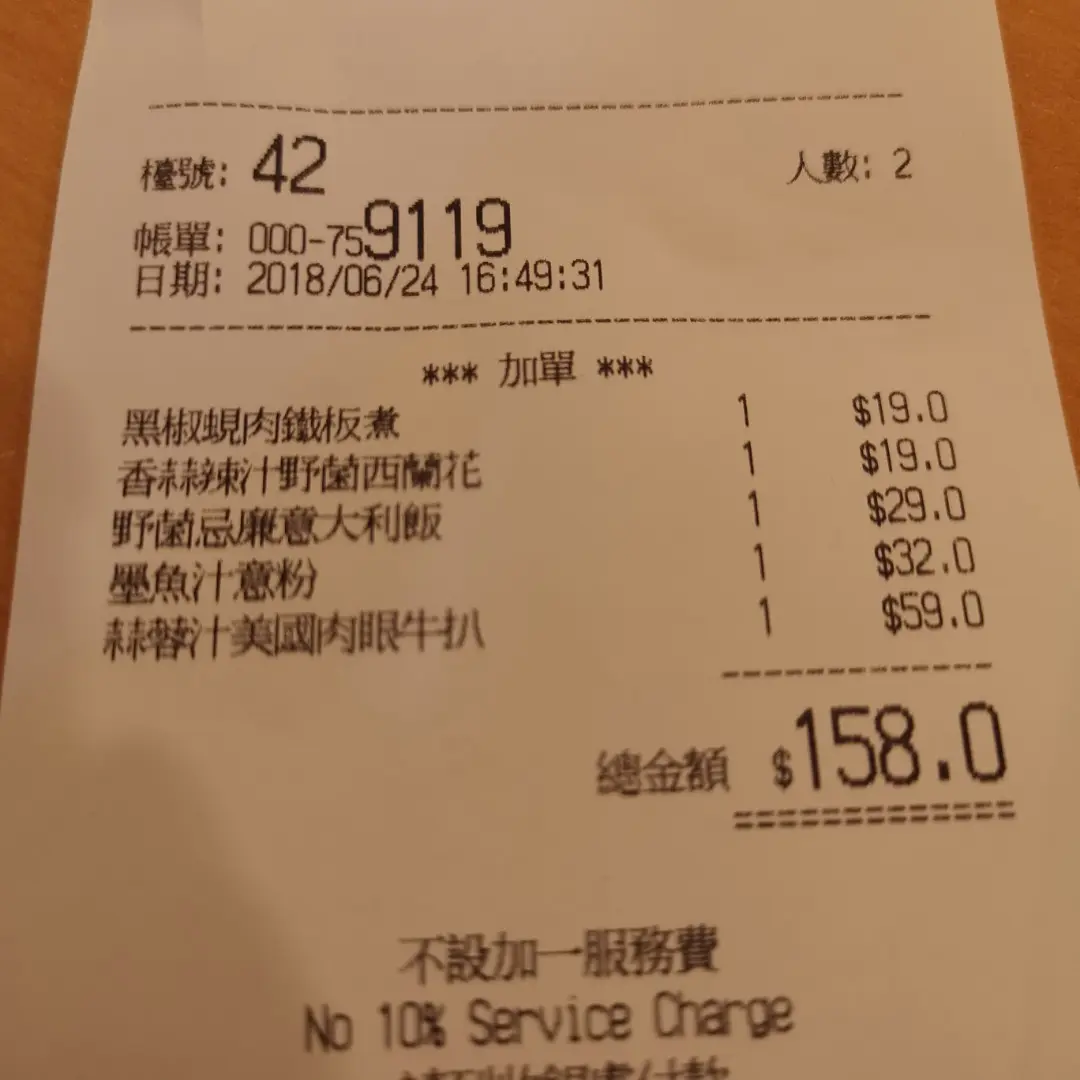 檯號: 42 人數: 2
帳單: 000-759119
日期: 2018/06/24 16:49:31
*** 加單 ***
黑椒蜆肉鐵板煮 1 $19.0
香蒜辣汁野菌西蘭花 1 $19.0
野菌忌廉意大利飯 1 $29.0
墨魚汁意粉 1 $32.0
蒜蓉汁美國肉眼牛扒 1 $59.0
總金額 $158.0
不設加一服務費
No 10% Service Charge